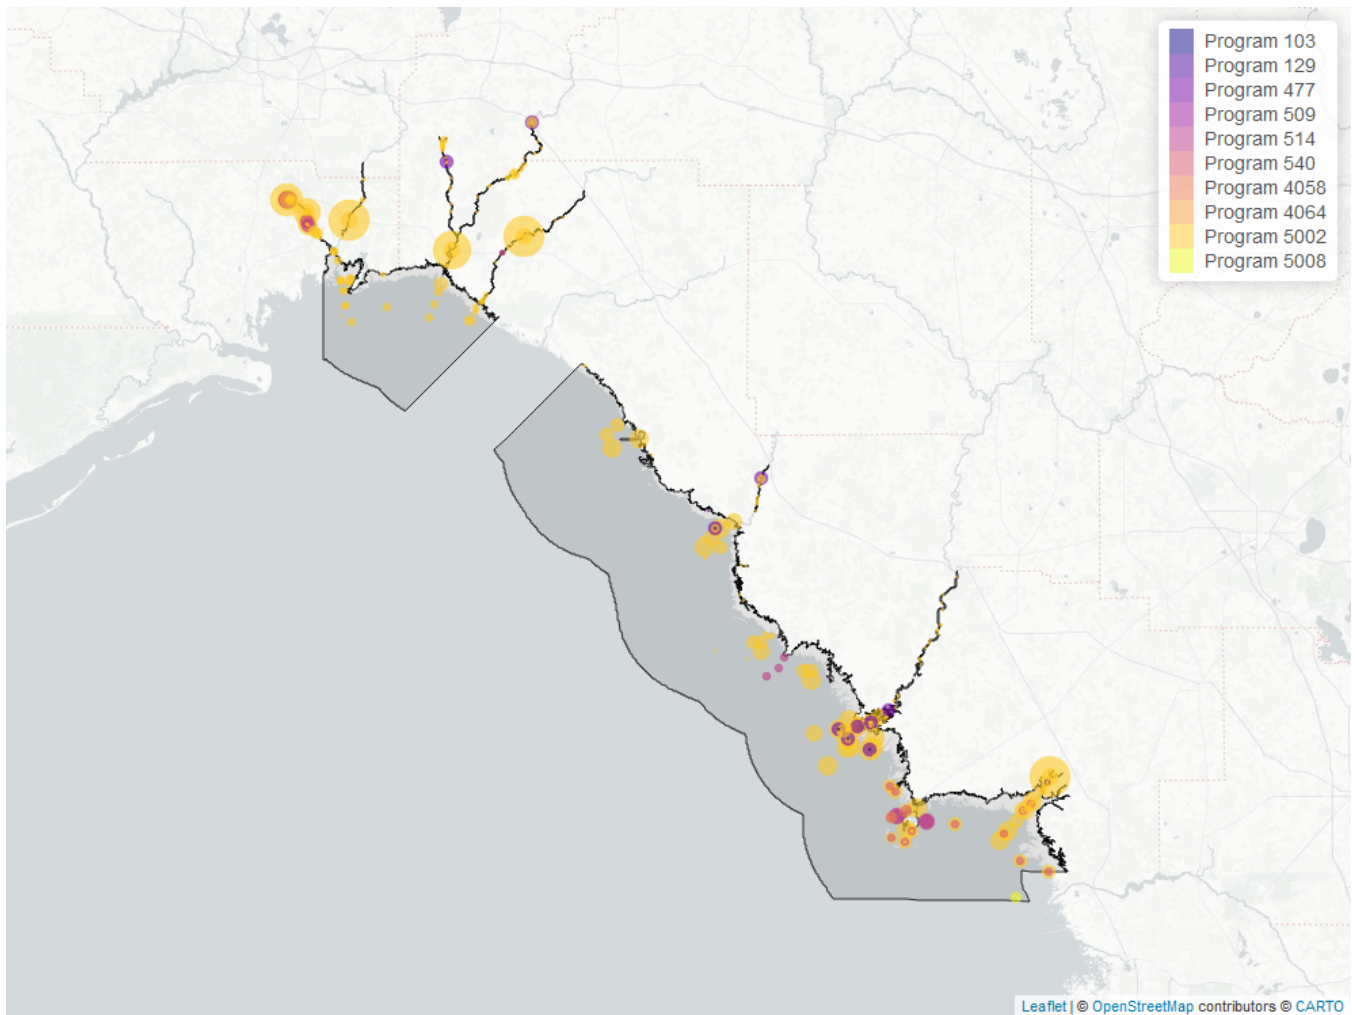 Program 103
Program 129
Program 477
Program 509
Program 514
Program 540
Program 4058
Program 4064
Program 5002
Program 5008
Leaflet | © OpenStreetMap contributors © CARTO